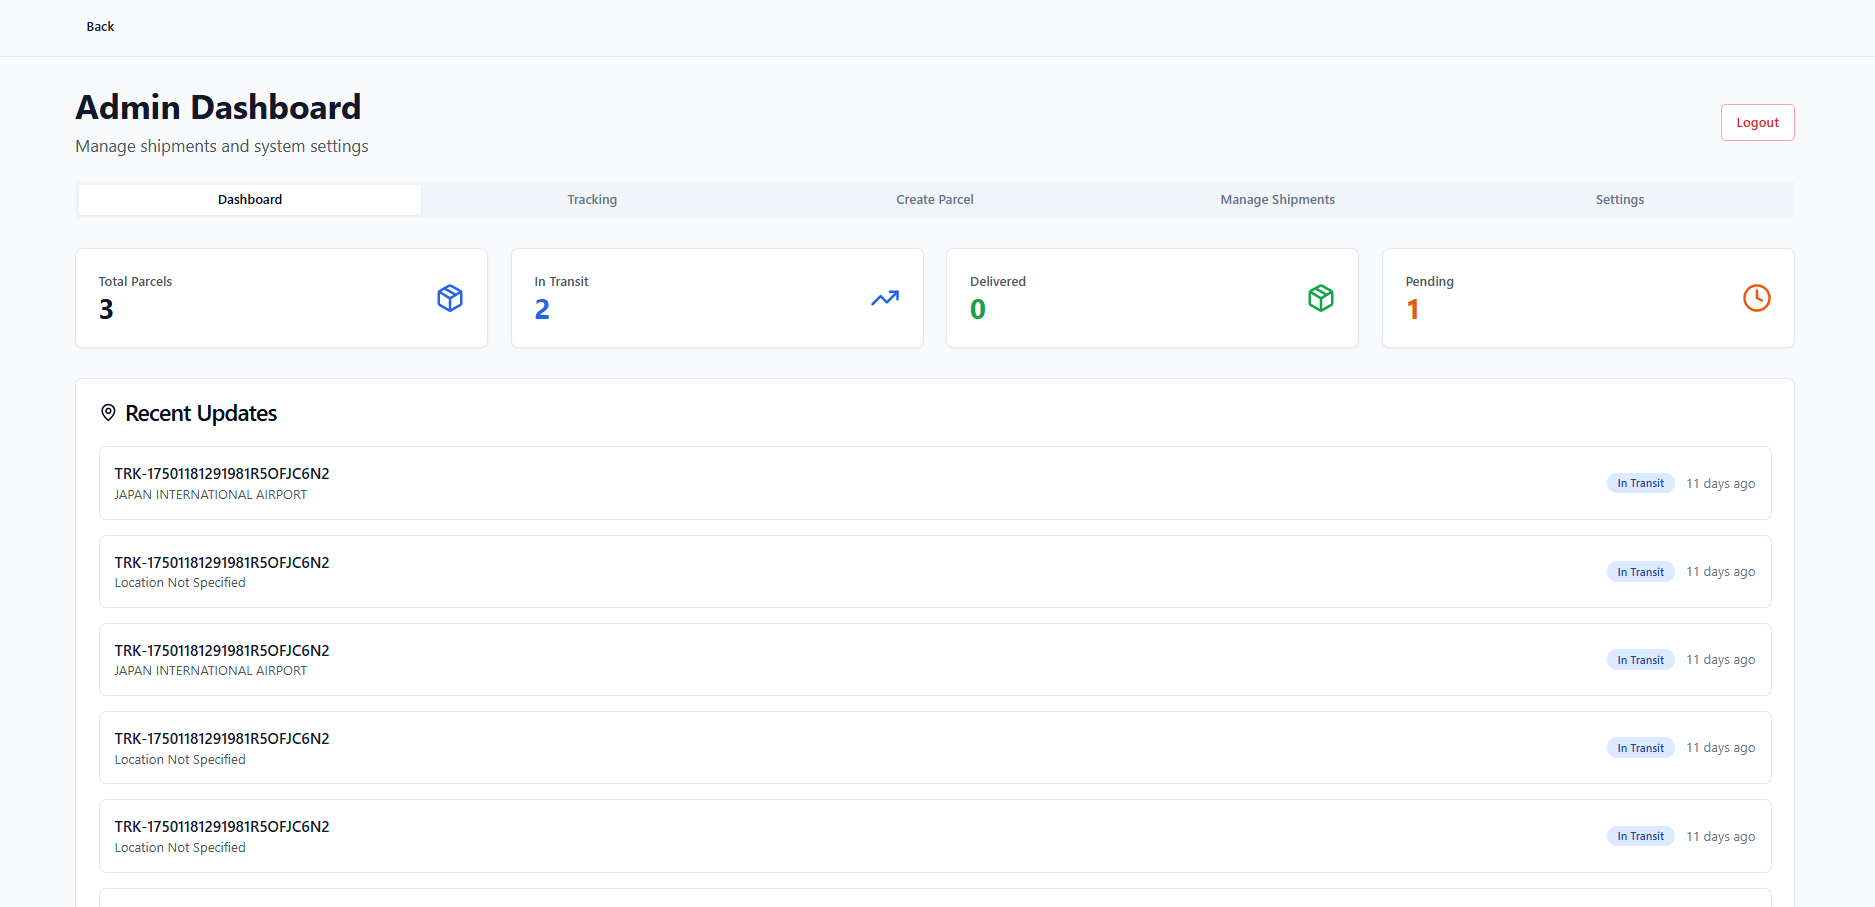 Back
Admin Dashboard
Manage shipments and system settings
Logout
Dashboard
Tracking
Create Parcel
Manage Shipments
Settings
Total Parcels
3
In Transit
2
Delivered
0
Pending
1
Recent Updates
TRK-17501181291981R5OFJC6N2
JAPAN INTERNATIONAL AIRPORT
In Transit
11 days ago
TRK-17501181291981R5OFJC6N2
Location Not Specified
In Transit
11 days ago
TRK-17501181291981R5OFJC6N2
JAPAN INTERNATIONAL AIRPORT
In Transit
11 days ago
TRK-17501181291981R5OFJC6N2
Location Not Specified
In Transit
11 days ago
TRK-17501181291981R5OFJC6N2
Location Not Specified
In Transit
11 days ago